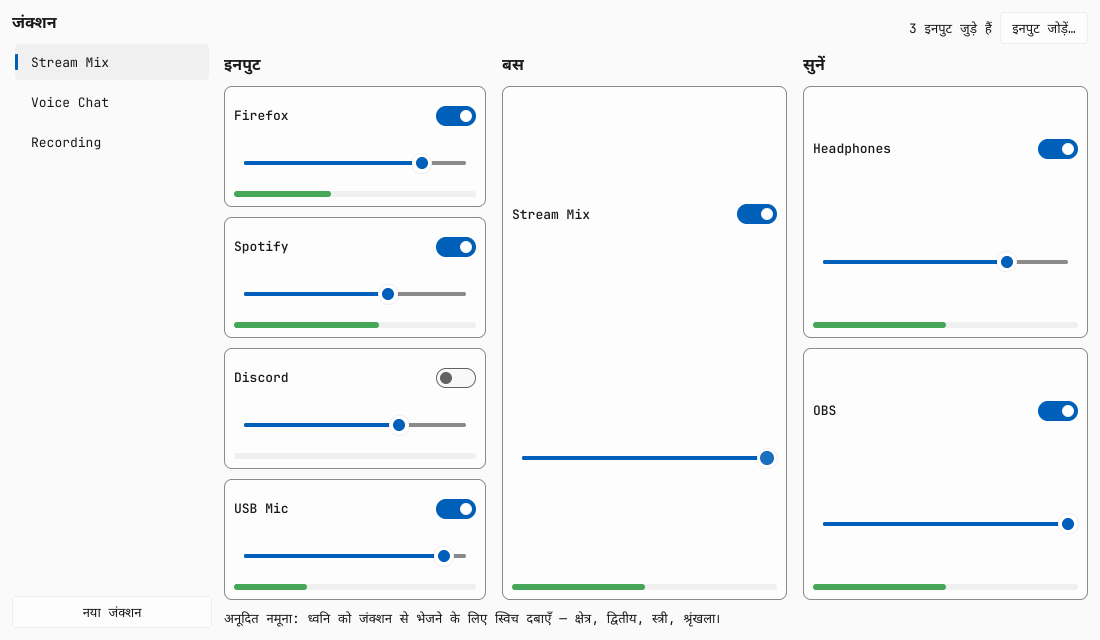 जंक्शन
3 इनपुट जुड़े हैं
इनपुट जोड़ें…
Stream Mix
Voice Chat
Recording
नया जंक्शन
इनपुट
Firefox
Spotify
Discord
USB Mic
बस
Stream Mix
सुनें
Headphones
OBS
अनूदित नमूना: ध्वनि को जंक्शन से भेजने के लिए स्विच दबाएँ — क्षेत्र, द्वितीय, स्त्री, श्रृंखला।